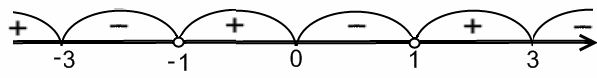 + − + − + −
-3 -1 0 1 3